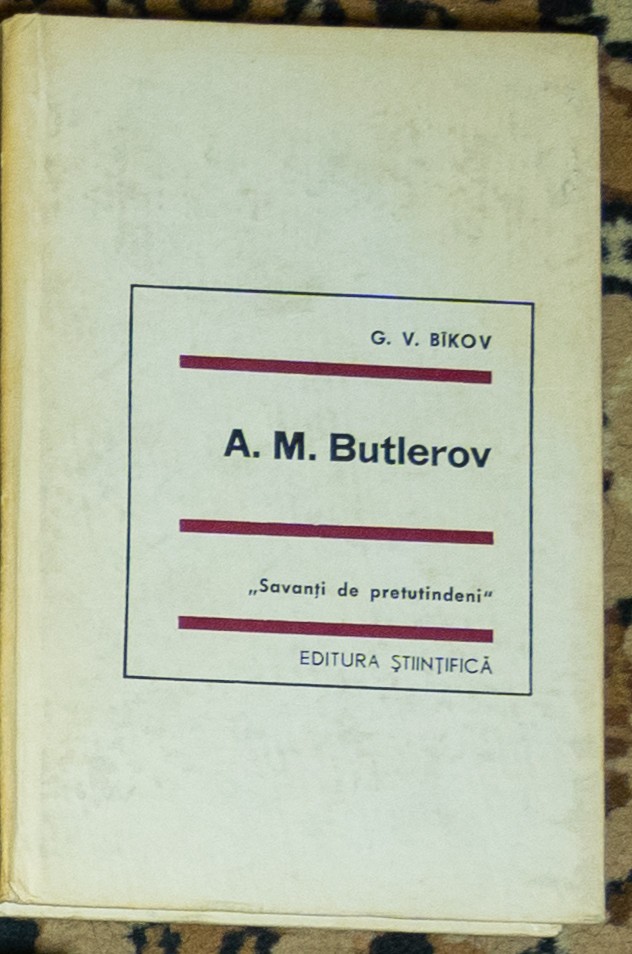 G. V. BÎKOV
A. M. Butlerov
„Savanți de pretutindeni“
EDITURA ȘTIINȚIFICĂ